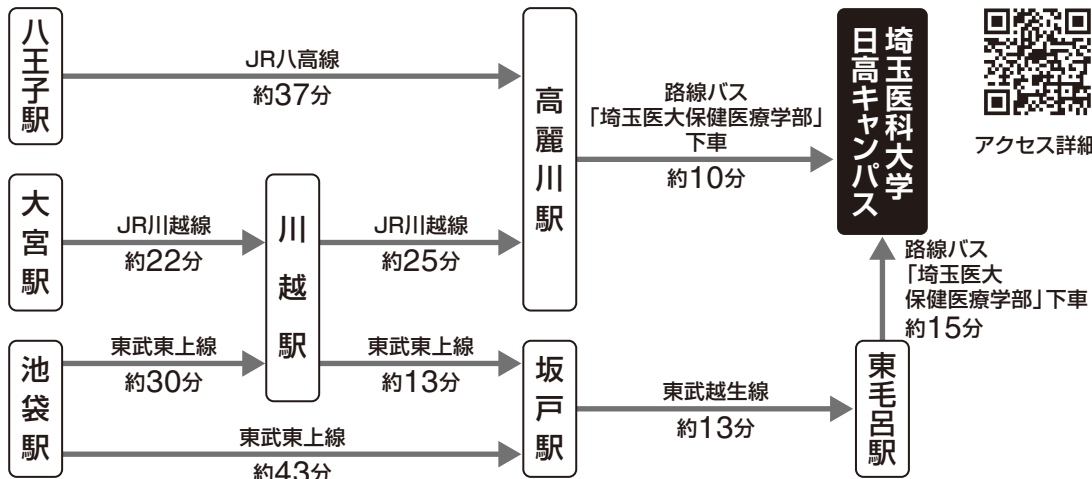 八王子駅
JR八高線
約37分
大宮駅
JR川越線
約22分
川越駅
JR川越線
約25分
高麗川駅
路線バス
「埼玉医大保健医療学部」
下車
約10分
埼玉医科大学
日高キャンパス
アクセス詳細
池袋駅
東武東上線
約30分
東武東上線
約13分
東武東上線
約43分
坂戸駅
東武越生線
約13分
東毛呂駅
路線バス
「埼玉医大
保健医療学部」下車
約15分